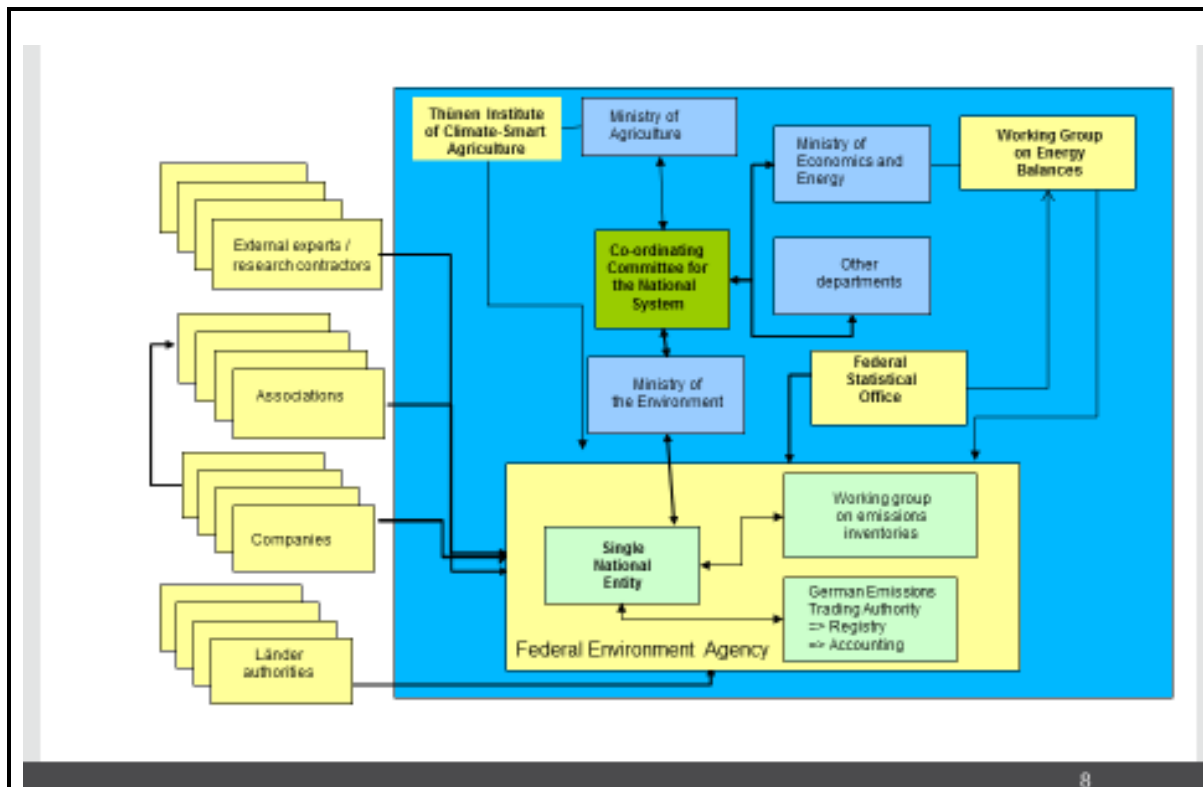 Thünen Institute
of Climate-Smart
Agriculture
Ministry of
Agriculture
Ministry of
Economics and
Energy
Working Group
on Energy
Balances
External experts /
research contractors
Co-ordinating
Committee for
the National
System
Other
departments
Associations
Ministry of
the Environment
Federal
Statistical
Office
Companies
Single
National
Entity
Working group
on emissions
inventories
German Emissions
Trading Authority
=> Registry
=> Accounting
Federal Environment Agency
Länder
authorities
8